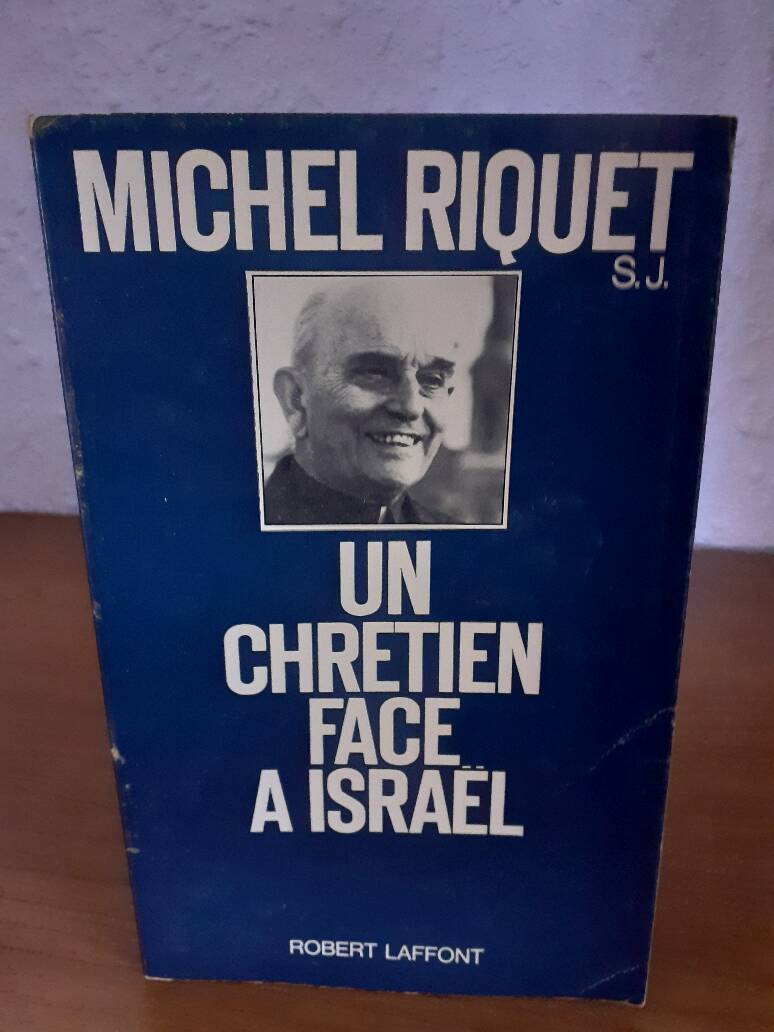 MICHEL RIQUET
S.J.
UN
CHRETIEN
FACE
A ISRAËL
ROBERT LAFFONT